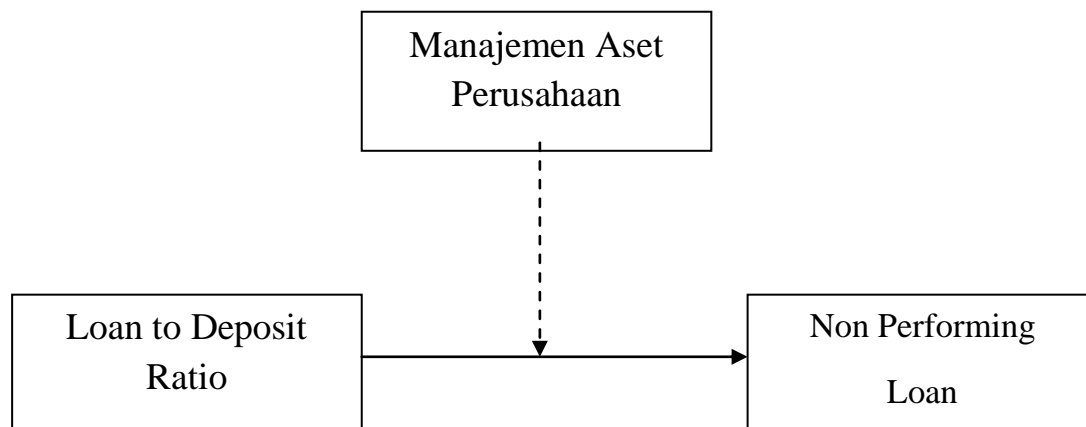 Manajemen Aset
Perusahaan
Loan to Deposit
Ratio
Non Performing
Loan